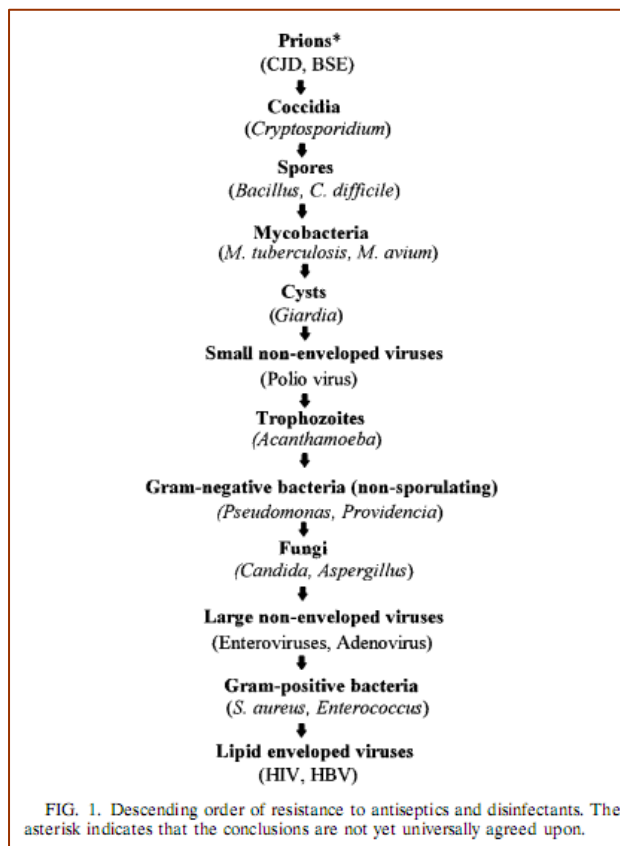 Prions*
(CJD, BSE)
Coccidia
(Cryptosporidium)
Spores
(Bacillus, C. difficile)
Mycobacteria
(M. tuberculosis, M. avium)
Cysts
(Giardia)
Small non-enveloped viruses
(Polio virus)
Trophozoites
(Acanthamoeba)
Gram-negative bacteria (non-sporulating)
(Pseudomonas, Providencia)
Fungi
(Candida, Aspergillus)
Large non-enveloped viruses
(Enteroviruses, Adenovirus)
Gram-positive bacteria
(S. aureus, Enterococcus)
Lipid enveloped viruses
(HIV, HBV)
FIG. 1. Descending order of resistance to antiseptics and disinfectants. The
asterisk indicates that the conclusions are not yet universally agreed upon.